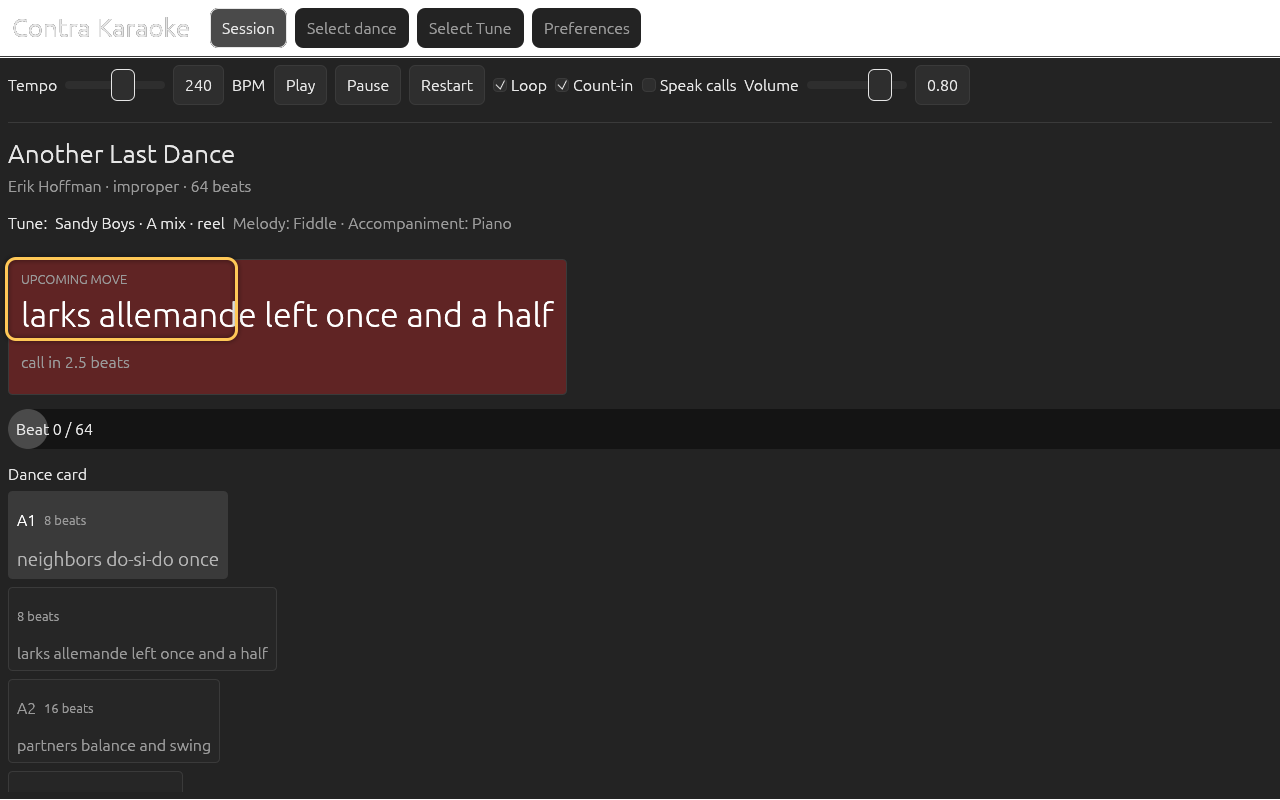 Contra Karaoke Session Select dance Select Tune Preferences
Tempo 240 BPM Play Pause Restart Loop Count-in Speak calls Volume 0.80
Another Last Dance
Erik Hoffman · improper · 64 beats
Tune: Sandy Boys · A mix · reel Melody: Fiddle · Accompaniment: Piano
UPCOMING MOVE
larks allemande left once and a half
call in 2.5 beats
Beat 0 / 64
Dance card
A1 8 beats
neighbors do-si-do once
8 beats
larks allemande left once and a half
A2 16 beats
partners balance and swing